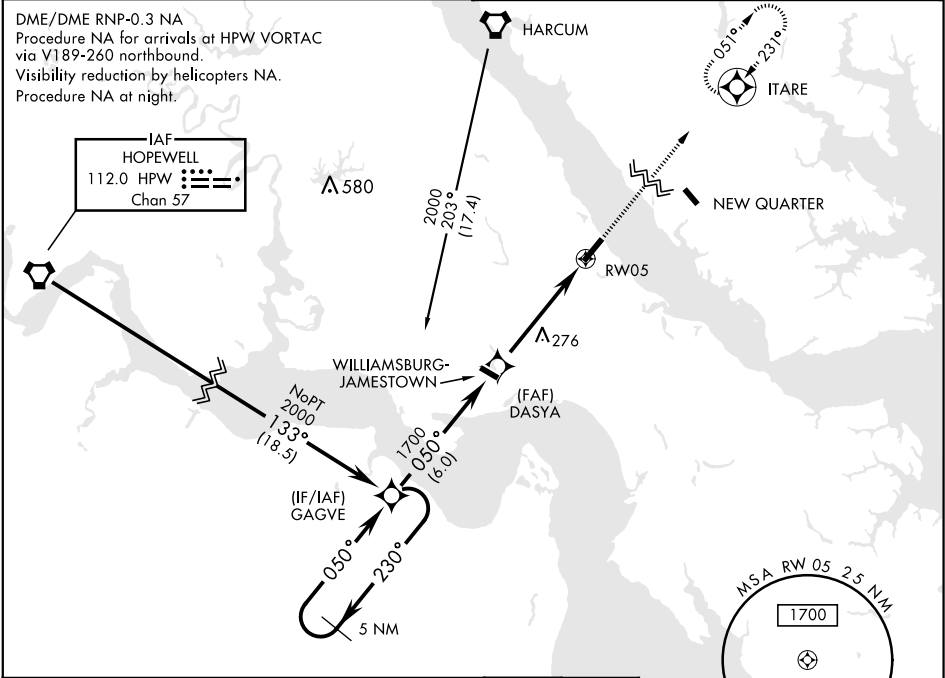 DME/DME RNP-0.3 NA
Procedure NA for arrivals at HPW VORTAC
via V189-260 northbound.
Visibility reduction by helicopters NA.
Procedure NA at night.
HARCUM
051°
231°
ITARE
IAF
HOPEWELL
112.0 HPW
Chan 57
580
2000
203°
(17.4)
NEW QUARTER
RW05
276
WILLIAMSBURG-
JAMESTOWN
(FAF)
DASYA
NoPT
2000
133°
(18.5)
1700
050°
(6.0)
(IF/IAF)
GAGVE
050°
230°
5 NM
MSA RW 05 25 NM
1700